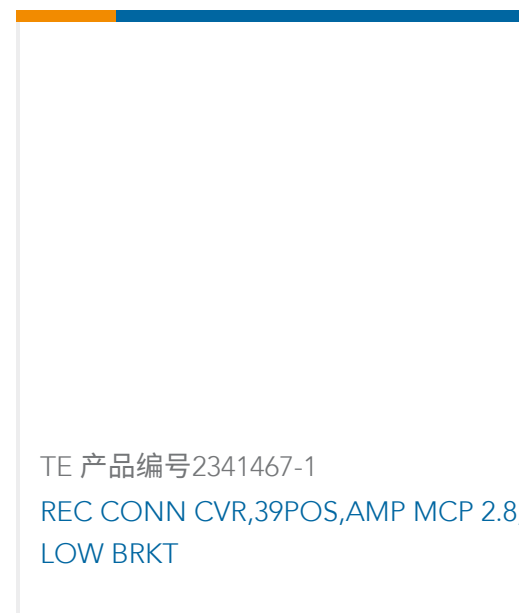 TE 产品编号2341467-1
REC CONN CVR,39POS,AMP MCP 2.8
LOW BRKT